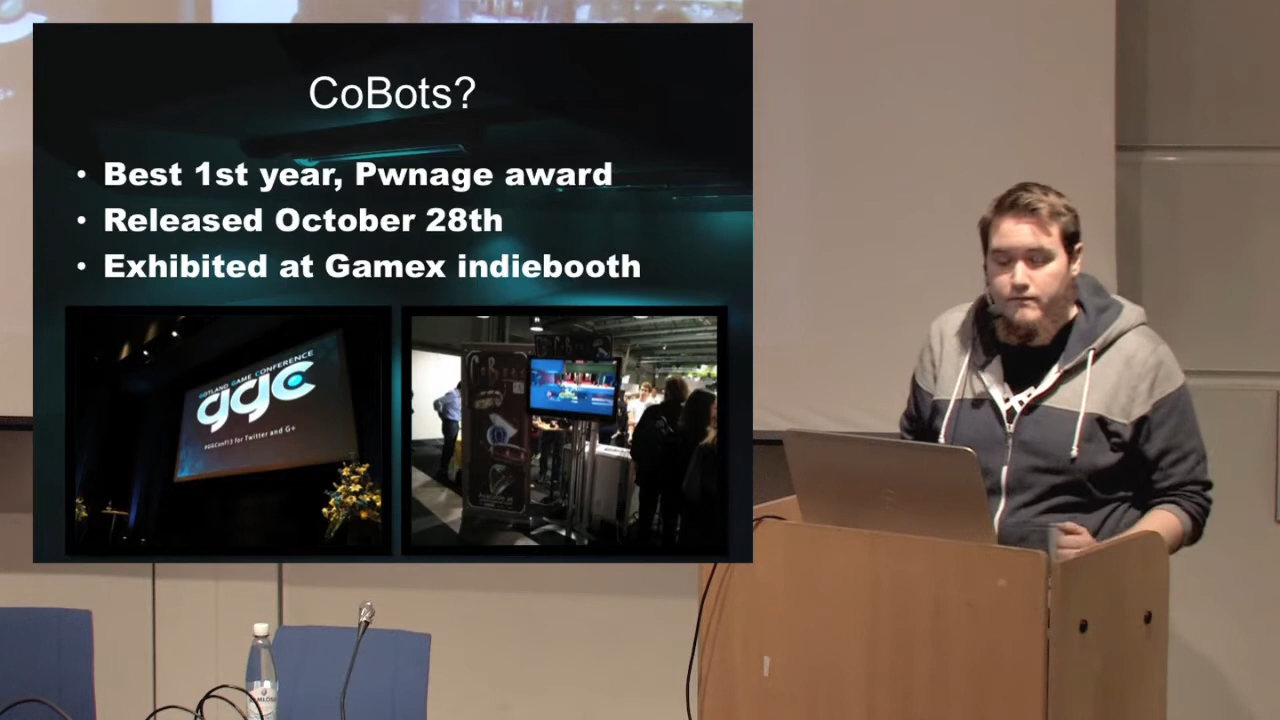 CoBots?
• Best 1st year, Pwnage award
• Released October 28th
• Exhibited at Gamex indiebooth
GOTLAND GAME CONFERENCE
ggc
#GGConf13 for Twitter and G+
CoBots